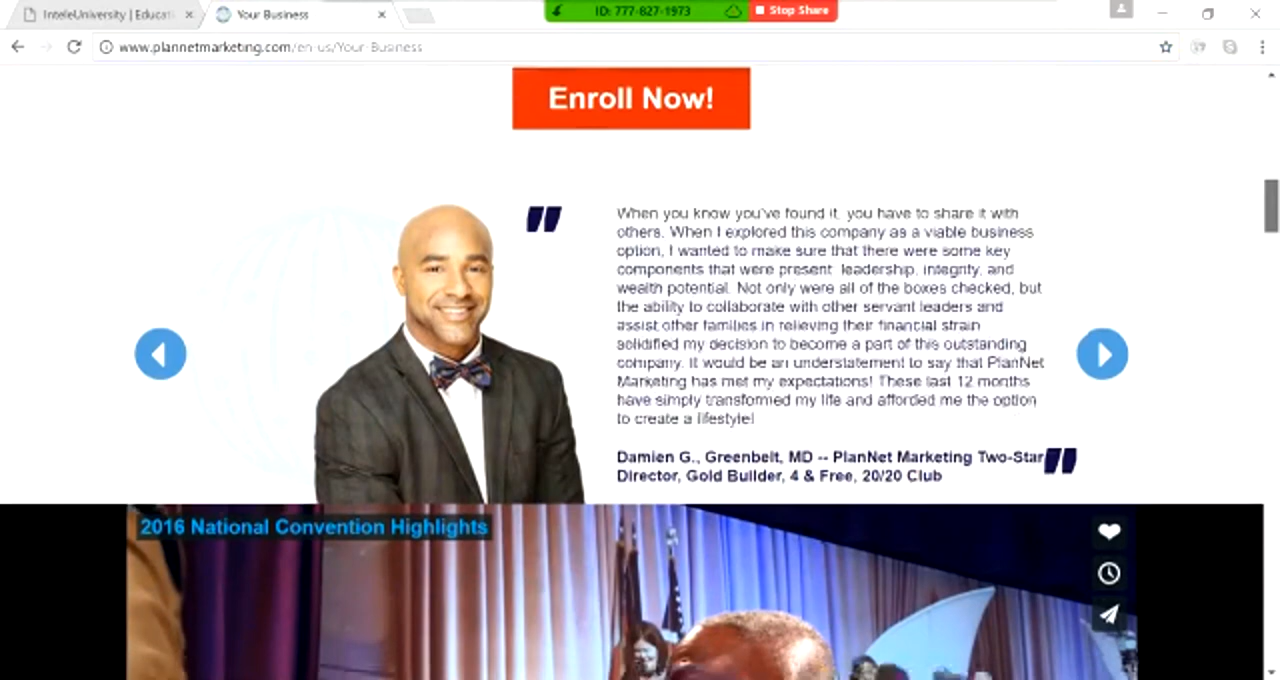 InteleUniversity | Educati
Your Business
ID: 777-827-1973
Stop Share
www.plannetmarketing.com/en-us/Your-Business
Enroll Now!
"
When you know you've found it, you have to share it with
others. When I explored this company as a viable business
option, I wanted to make sure that there were some key
components that were present: leadership, integrity, and
wealth potential. Not only were all of the boxes checked, but
the ability to collaborate with other servant leaders and
assist other families in relieving their financial strain
solidified my decision to become a part of this outstanding
company. It would be an understatement to say that PlanNet
Marketing has met my expectations! These last 12 months
have simply transformed my life and afforded me the option
to create a lifestyle!
Damien G., Greenbelt, MD -- PlanNet Marketing Two-Star
Director, Gold Builder, 4 & Free, 20/20 Club
"
2016 National Convention Highlights